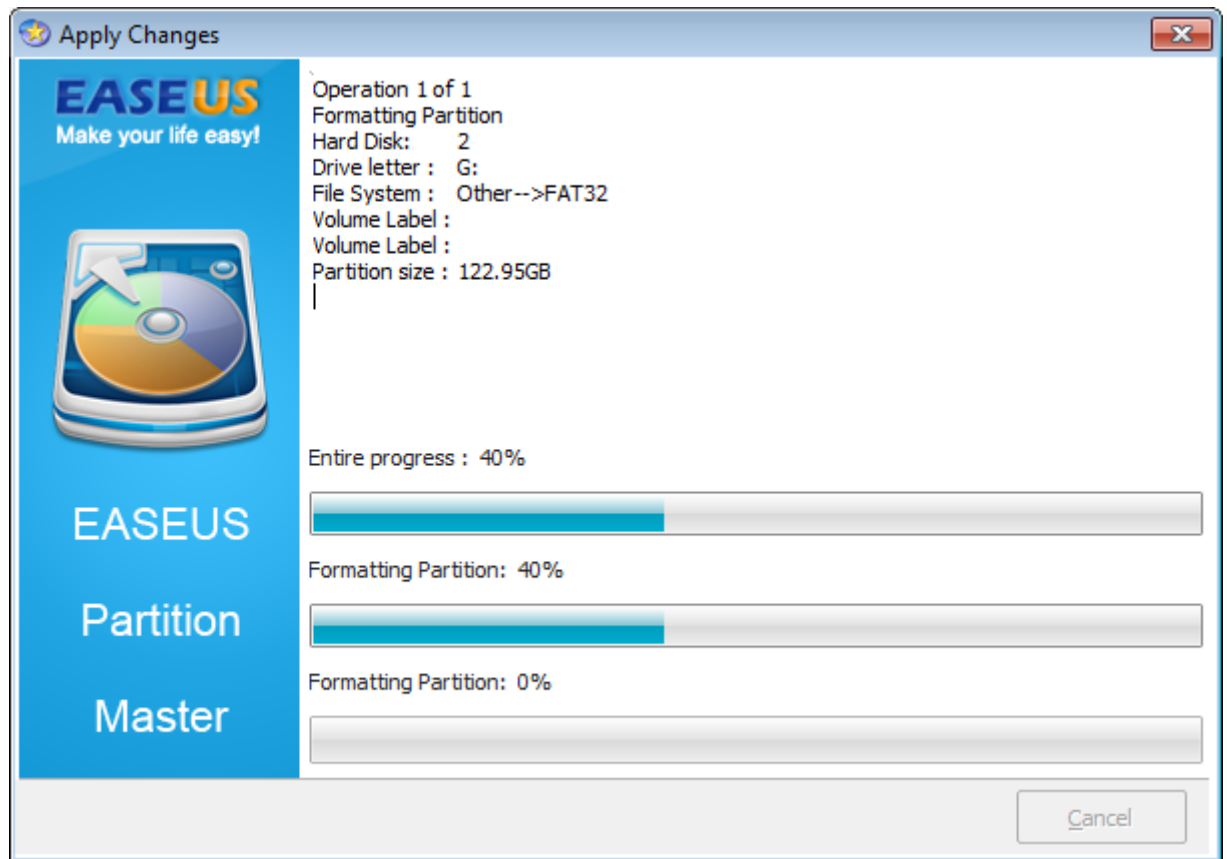 Apply Changes
EASEUS
Make your life easy!
EASEUS
Partition
Master
Operation 1 of 1
Formatting Partition
Hard Disk: 2
Drive letter : G:
File System : Other-->FAT32
Volume Label :
Volume Label :
Partition size : 122.95GB
Entire progress : 40%
Formatting Partition: 40%
Formatting Partition: 0%
Cancel